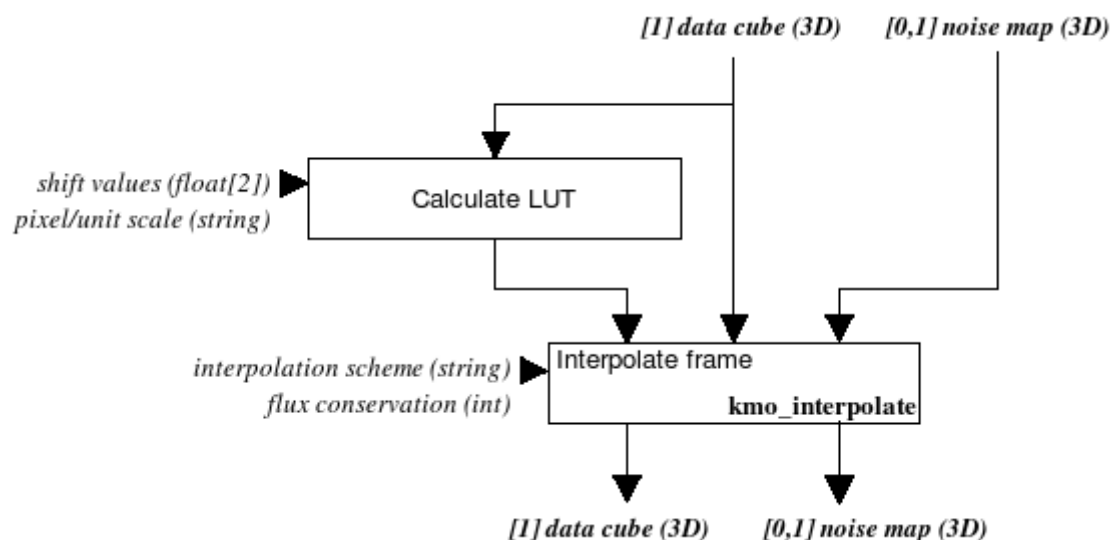 [1] data cube (3D)
[0,1] noise map (3D)
shift values (float[2])
pixel/unit scale (string)
Calculate LUT
interpolation scheme (string)
flux conservation (int)
Interpolate frame
kmo_interpolate
[1] data cube (3D)
[0,1] noise map (3D)